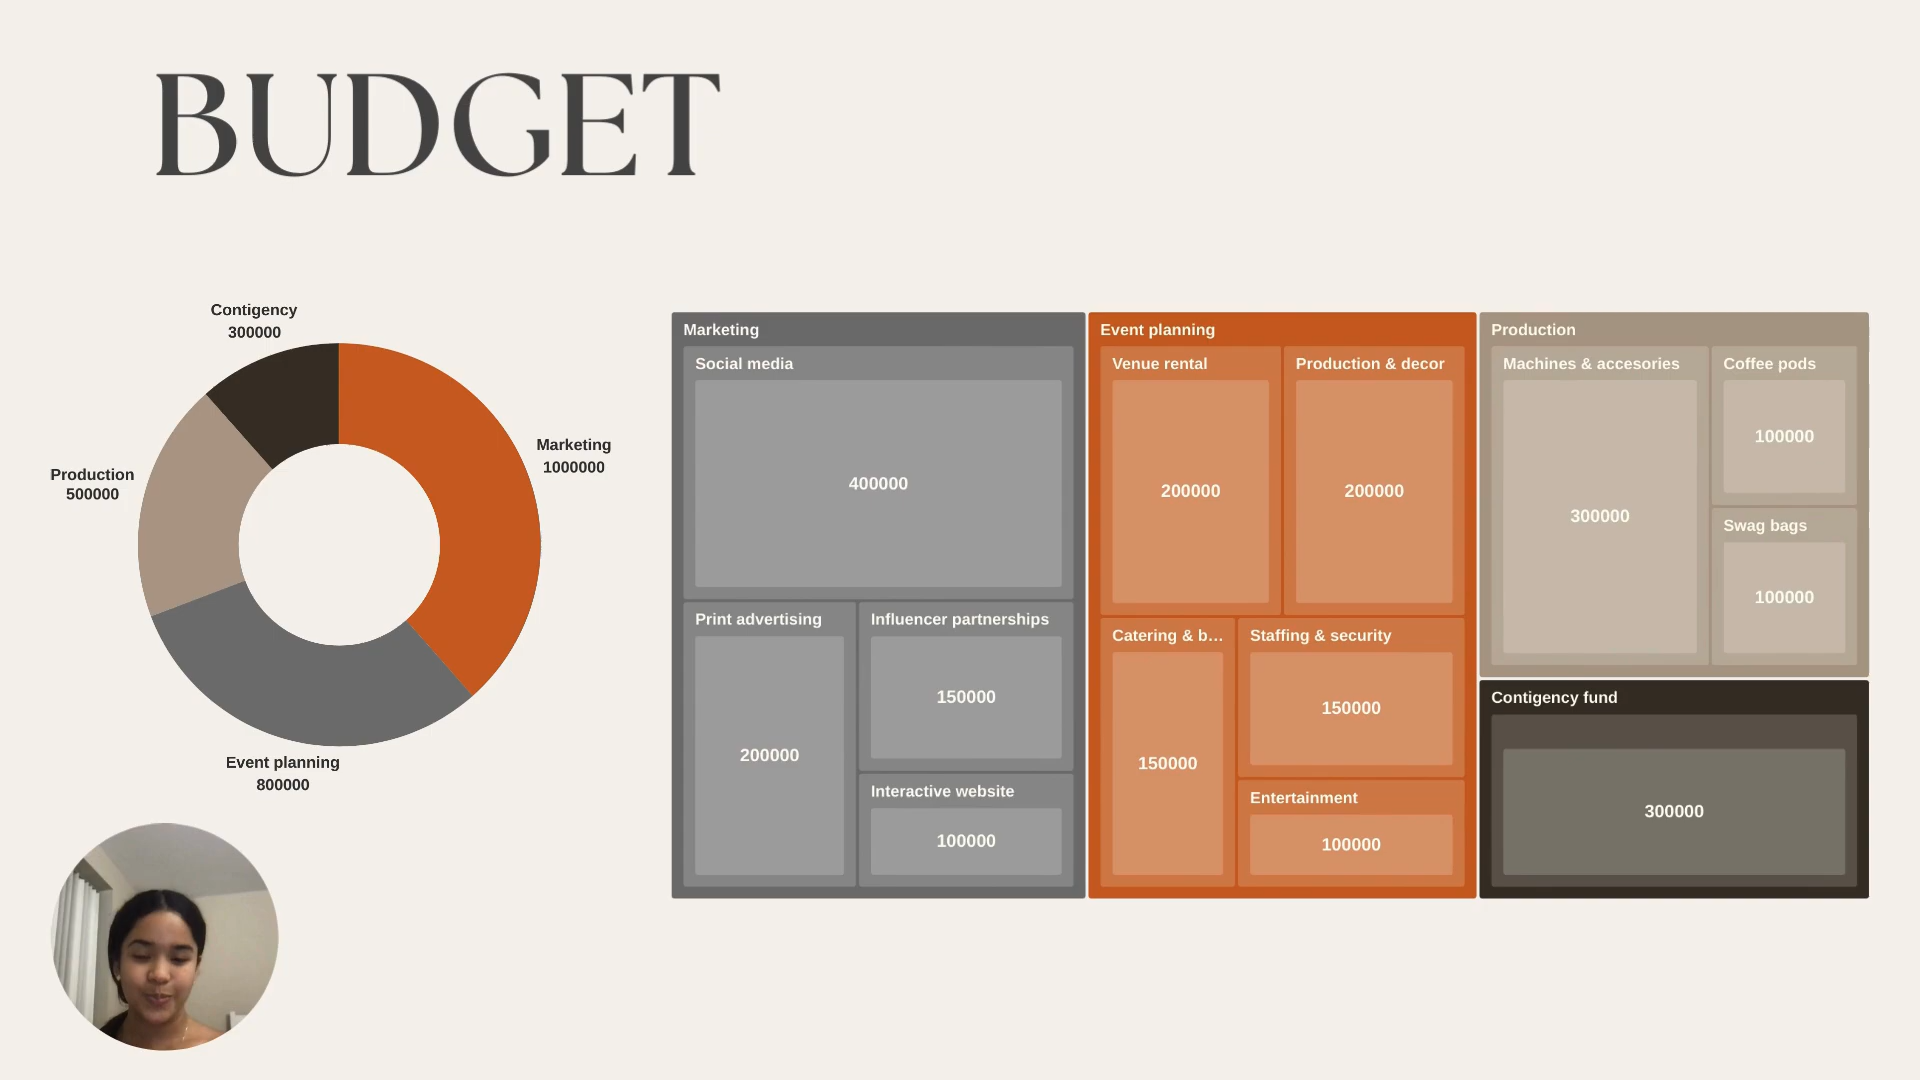 BUDGET
Contigency
300000
Marketing
1000000
Production
500000
Event planning
800000
Marketing
Social media
400000
Print advertising
200000
Influencer partnerships
150000
Interactive website
100000
Event planning
Venue rental
200000
Production & decor
200000
Catering & b...
150000
Staffing & security
150000
Entertainment
100000
Production
Machines & accesories
300000
Coffee pods
100000
Swag bags
100000
Contigency fund
300000